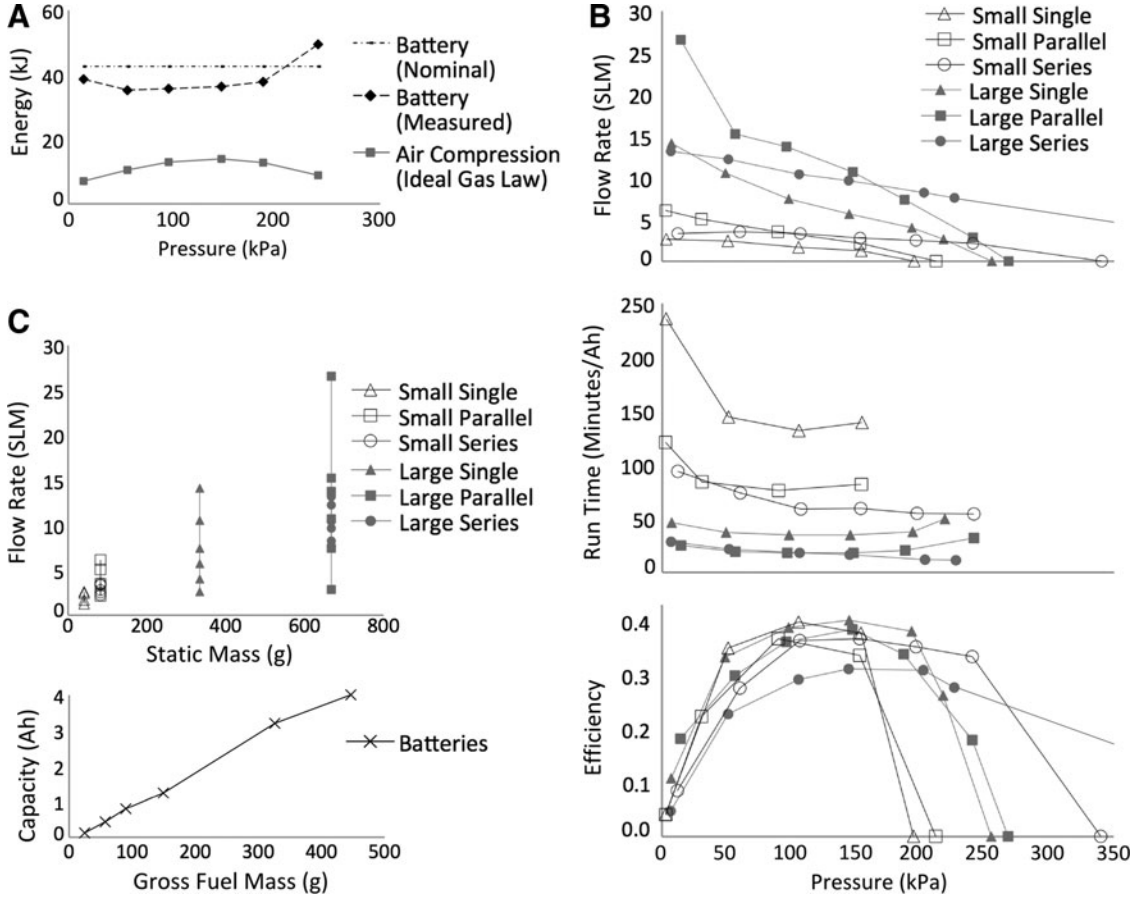 A
Energy (kJ)
60
40
20
0
0 100 200 300
Pressure (kPa)
Battery
(Nominal)
Battery
(Measured)
Air Compression
(Ideal Gas Law)
B
Flow Rate (SLM)
30
25
20
15
10
5
0
Small Single
Small Parallel
Small Series
Large Single
Large Parallel
Large Series
Run Time (Minutes/Ah)
250
200
150
100
50
0
Efficiency
0.4
0.3
0.2
0.1
0.0
0 50 100 150 200 250 300 350
Pressure (kPa)
C
Flow Rate (SLM)
30
25
20
15
10
5
0
0 200 400 600 800
Static Mass (g)
Small Single
Small Parallel
Small Series
Large Single
Large Parallel
Large Series
Capacity (Ah)
4
3
2
1
0
0 100 200 300 400 500
Gross Fuel Mass (g)
Batteries